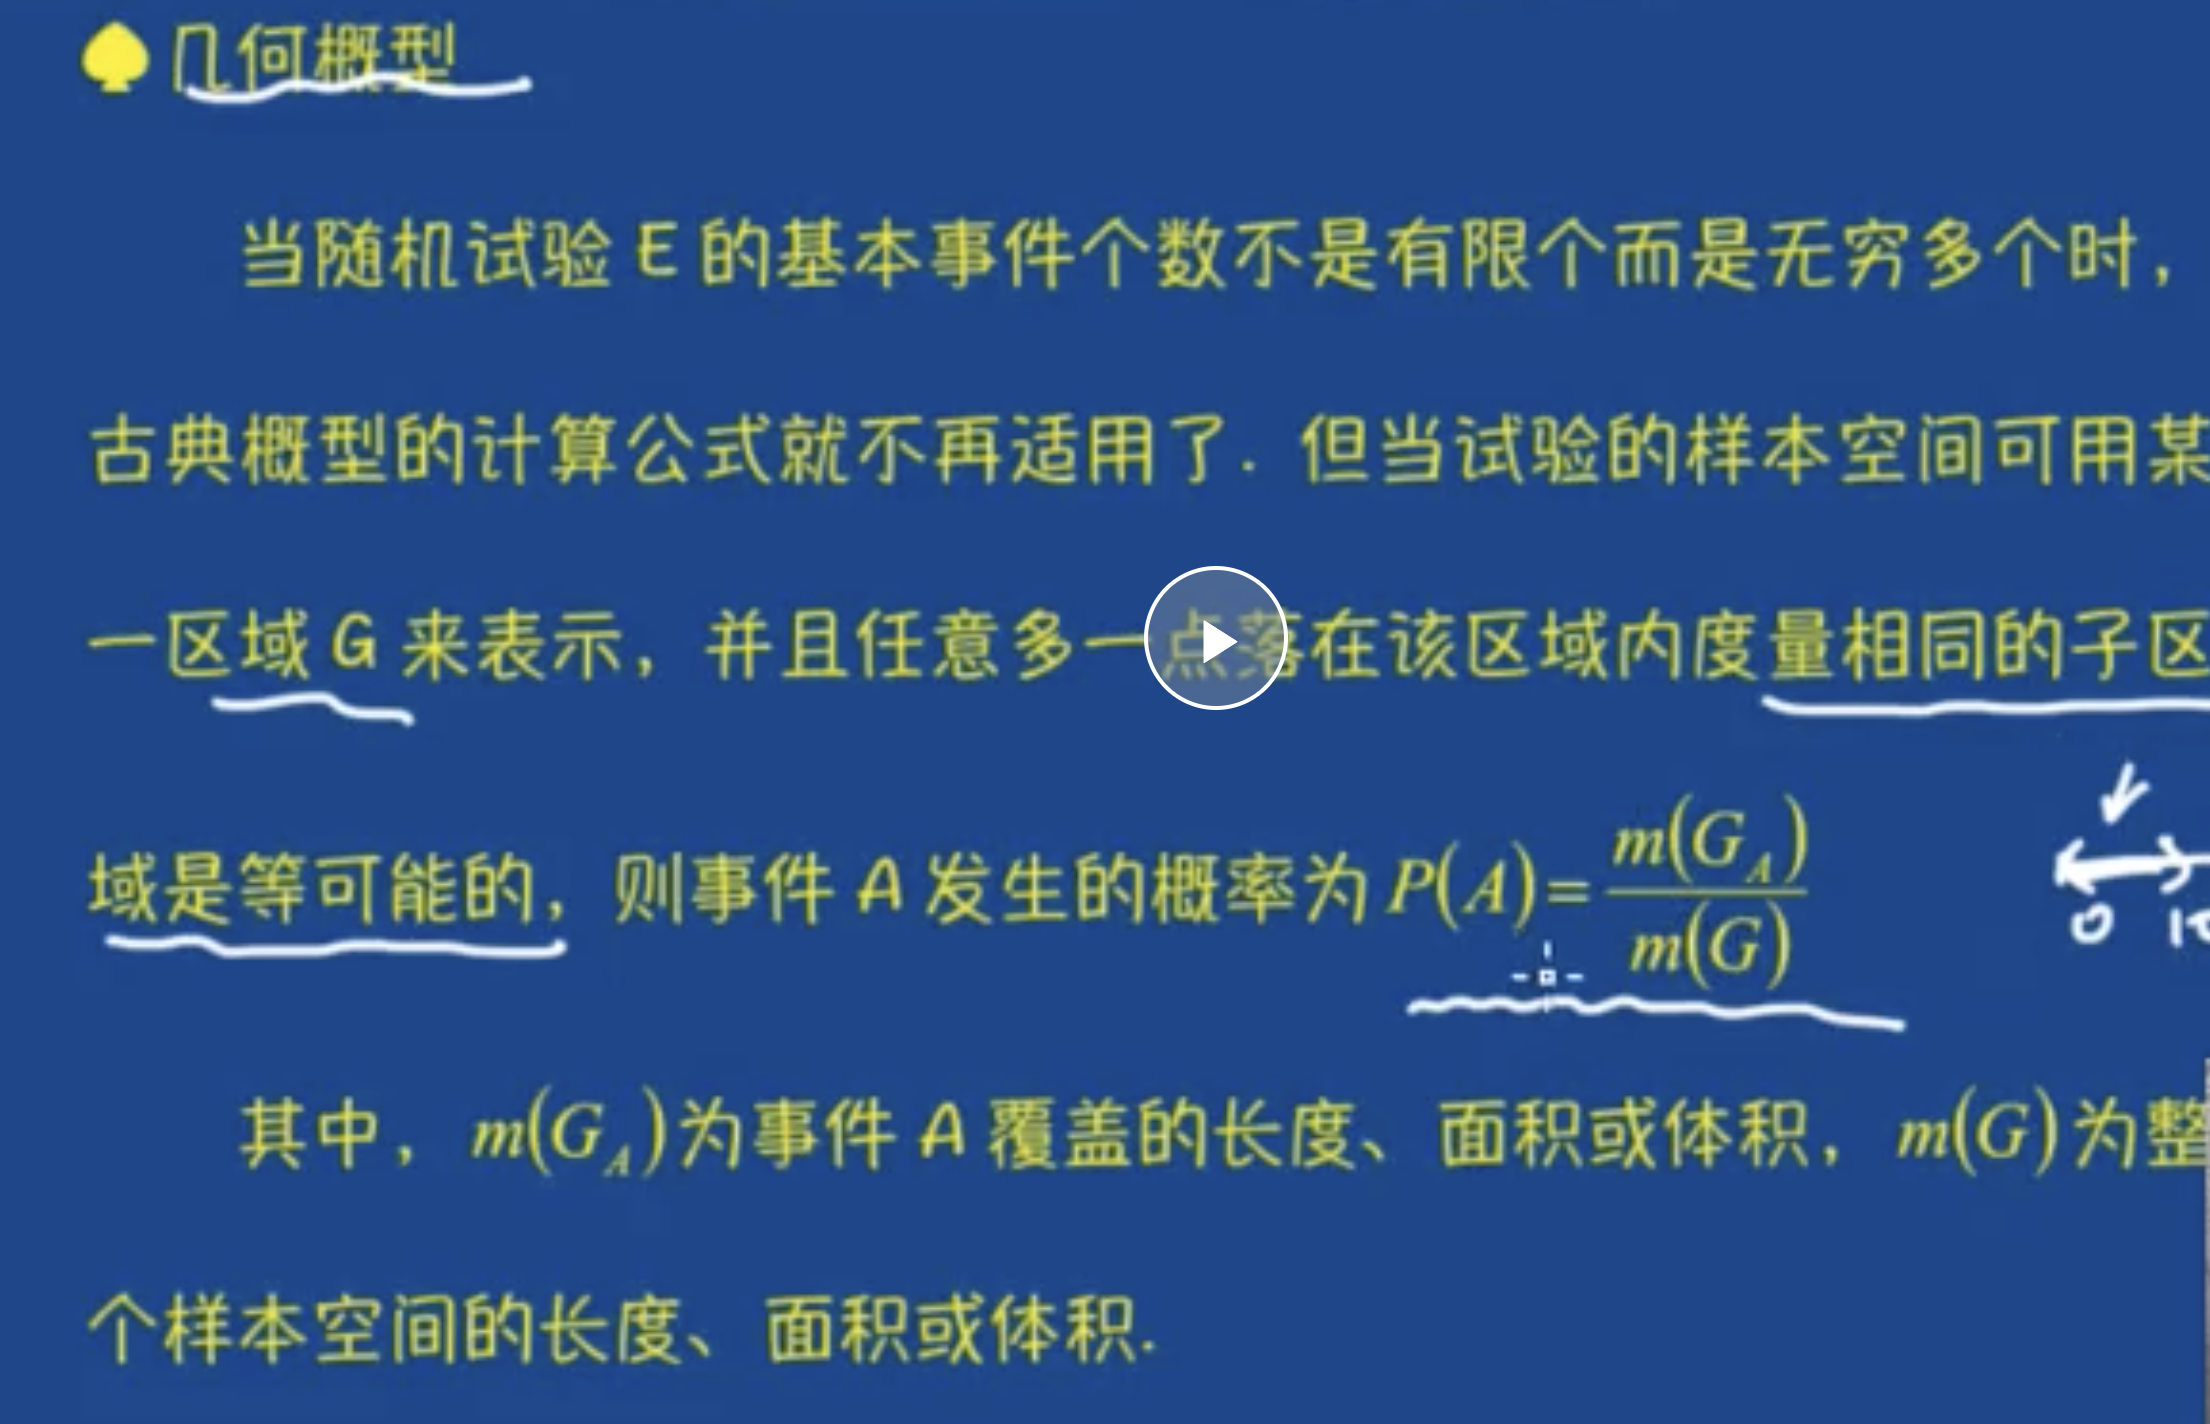 几何概型
当随机试验 E 的基本事件个数不是有限个而是无穷多个时，
古典概型的计算公式就不再适用了. 但当试验的样本空间可用某
一区域 G 来表示，并且任意多一点落在该区域内度量相同的子区
域是等可能的，则事件 A 发生的概率为 P(A)=m(G_A)/m(G)
0
其中，m(G_A)为事件 A 覆盖的长度、面积或体积，m(G)为整
个样本空间的长度、面积或体积.